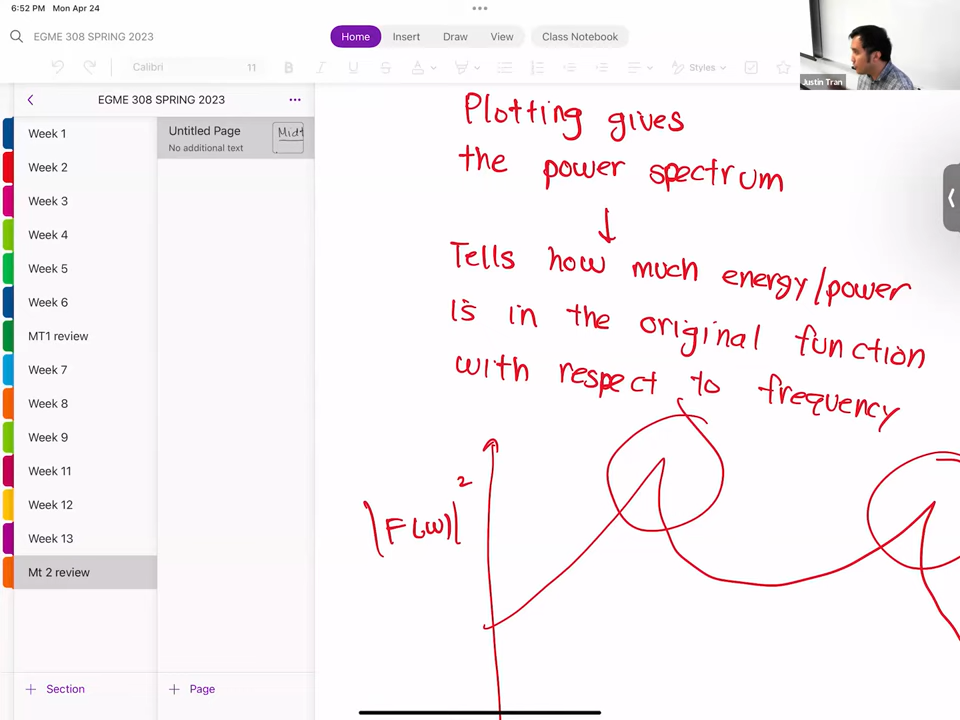 6:52 PM Mon Apr 24
EGME 308 SPRING 2023
Home Insert Draw View Class Notebook
Calibri 11 B I U A Styles
EGME 308 SPRING 2023
Week 1
Week 2
Week 3
Week 4
Week 5
Week 6
MT1 review
Week 7
Week 8
Week 9
Week 11
Week 12
Week 13
Mt 2 review
+ Section
Untitled Page
No additional text
Midt
+ Page
Justin Tran
Plotting gives
the power spectrum
↓
Tells how much energy/power
is in the original function
with respect to frequency
|F(ω)|²